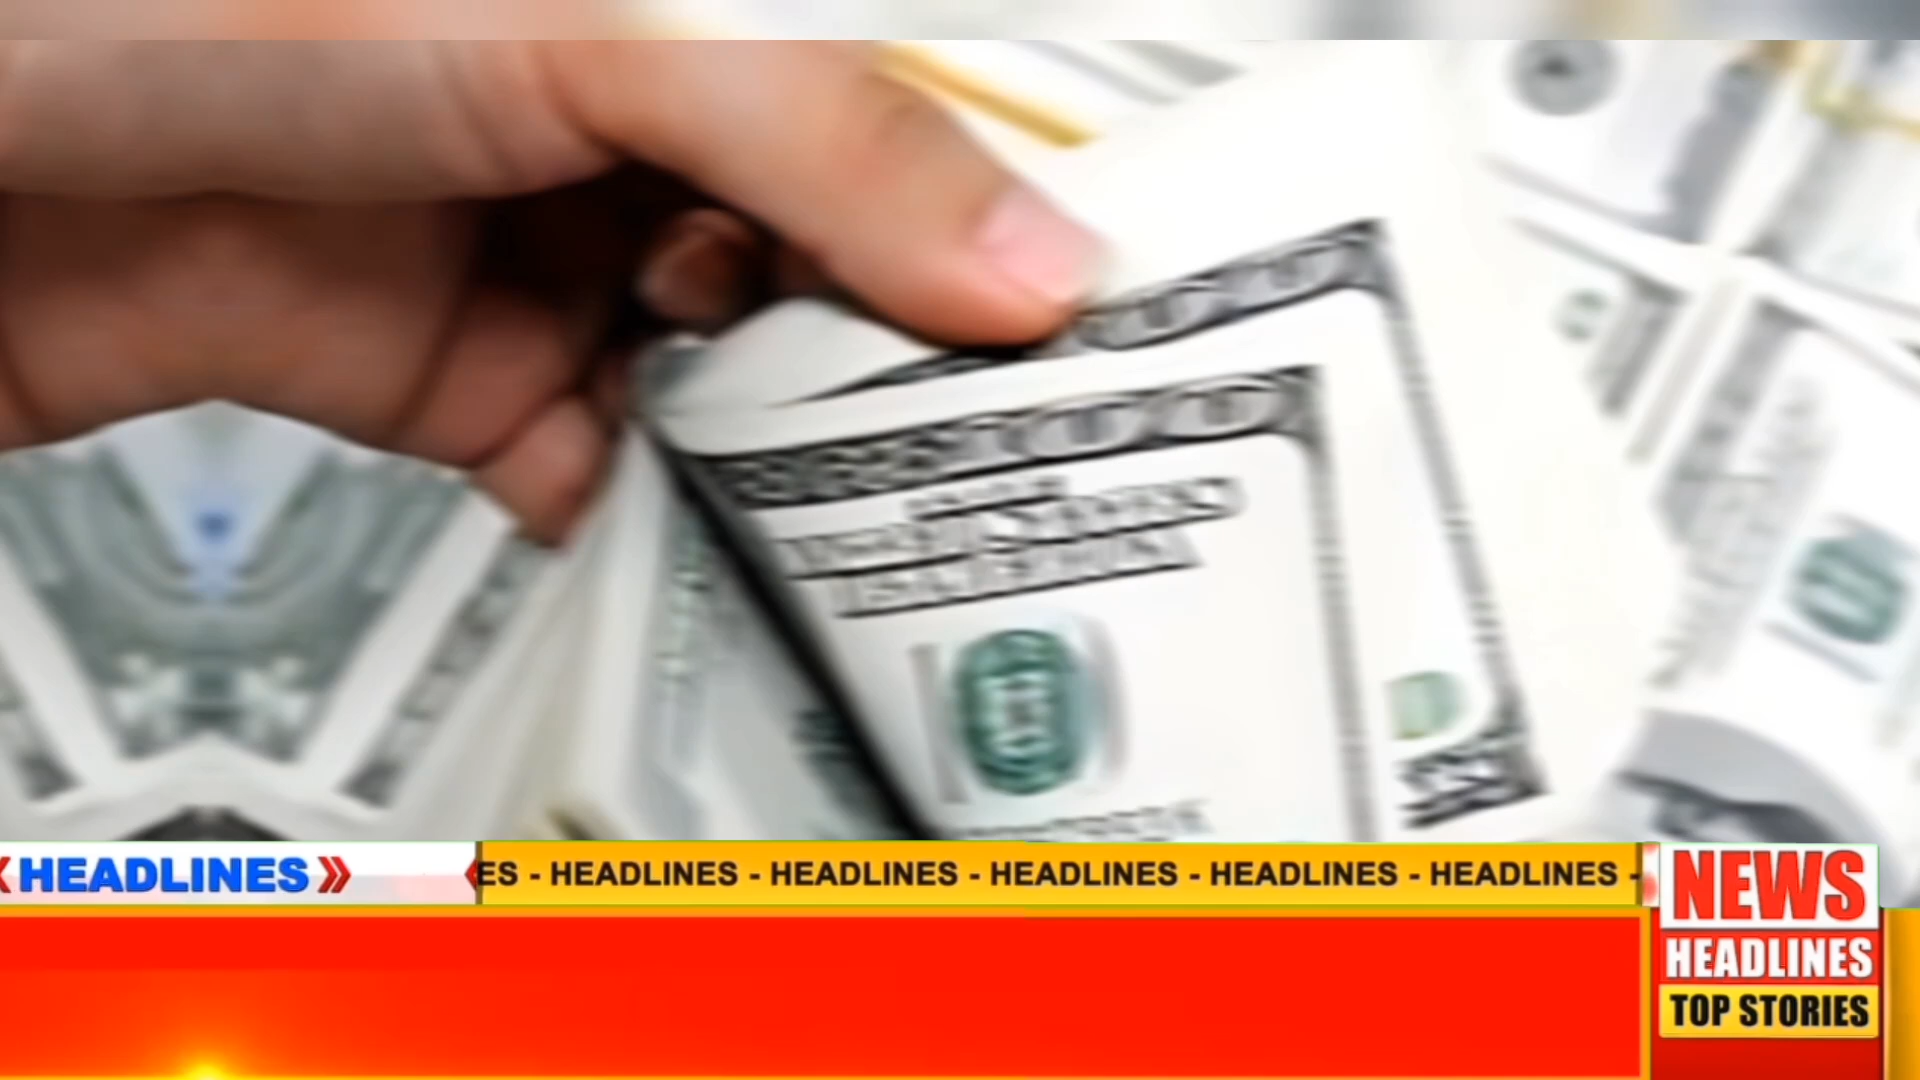 HEADLINES
ES - HEADLINES - HEADLINES - HEADLINES - HEADLINES - HEADLINES -
NEWS
HEADLINES
TOP STORIES